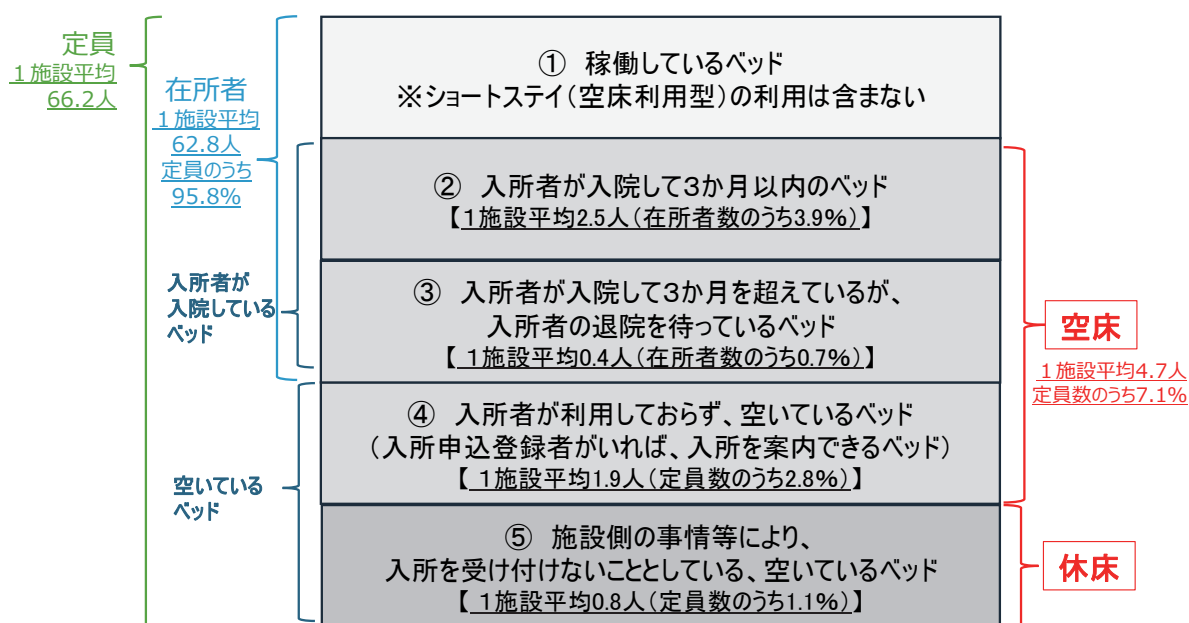 定員
１施設平均
66.2人
在所者
１施設平均
62.8人
定員のうち
95.8%
入所者が
入院している
ベッド
空いている
ベッド
① 稼働しているベッド
※ショートステイ（空床利用型）の利用は含まない
② 入所者が入院して３か月以内のベッド
【１施設平均2.5人（在所者数のうち3.9%）】
③ 入所者が入院して３か月を超えているが、
入所者の退院を待っているベッド
【１施設平均0.4人（在所者数のうち0.7%）】
④ 入所者が利用しておらず、空いているベッド
（入所申込登録者がいれば、入所を案内できるベッド）
【１施設平均1.9人（定員数のうち2.8%）】
⑤ 施設側の事情等により、
入所を受け付けないこととしている、空いているベッド
【１施設平均0.8人（定員数のうち1.1%）】
空床
１施設平均4.7人
定員数のうち7.1%
休床